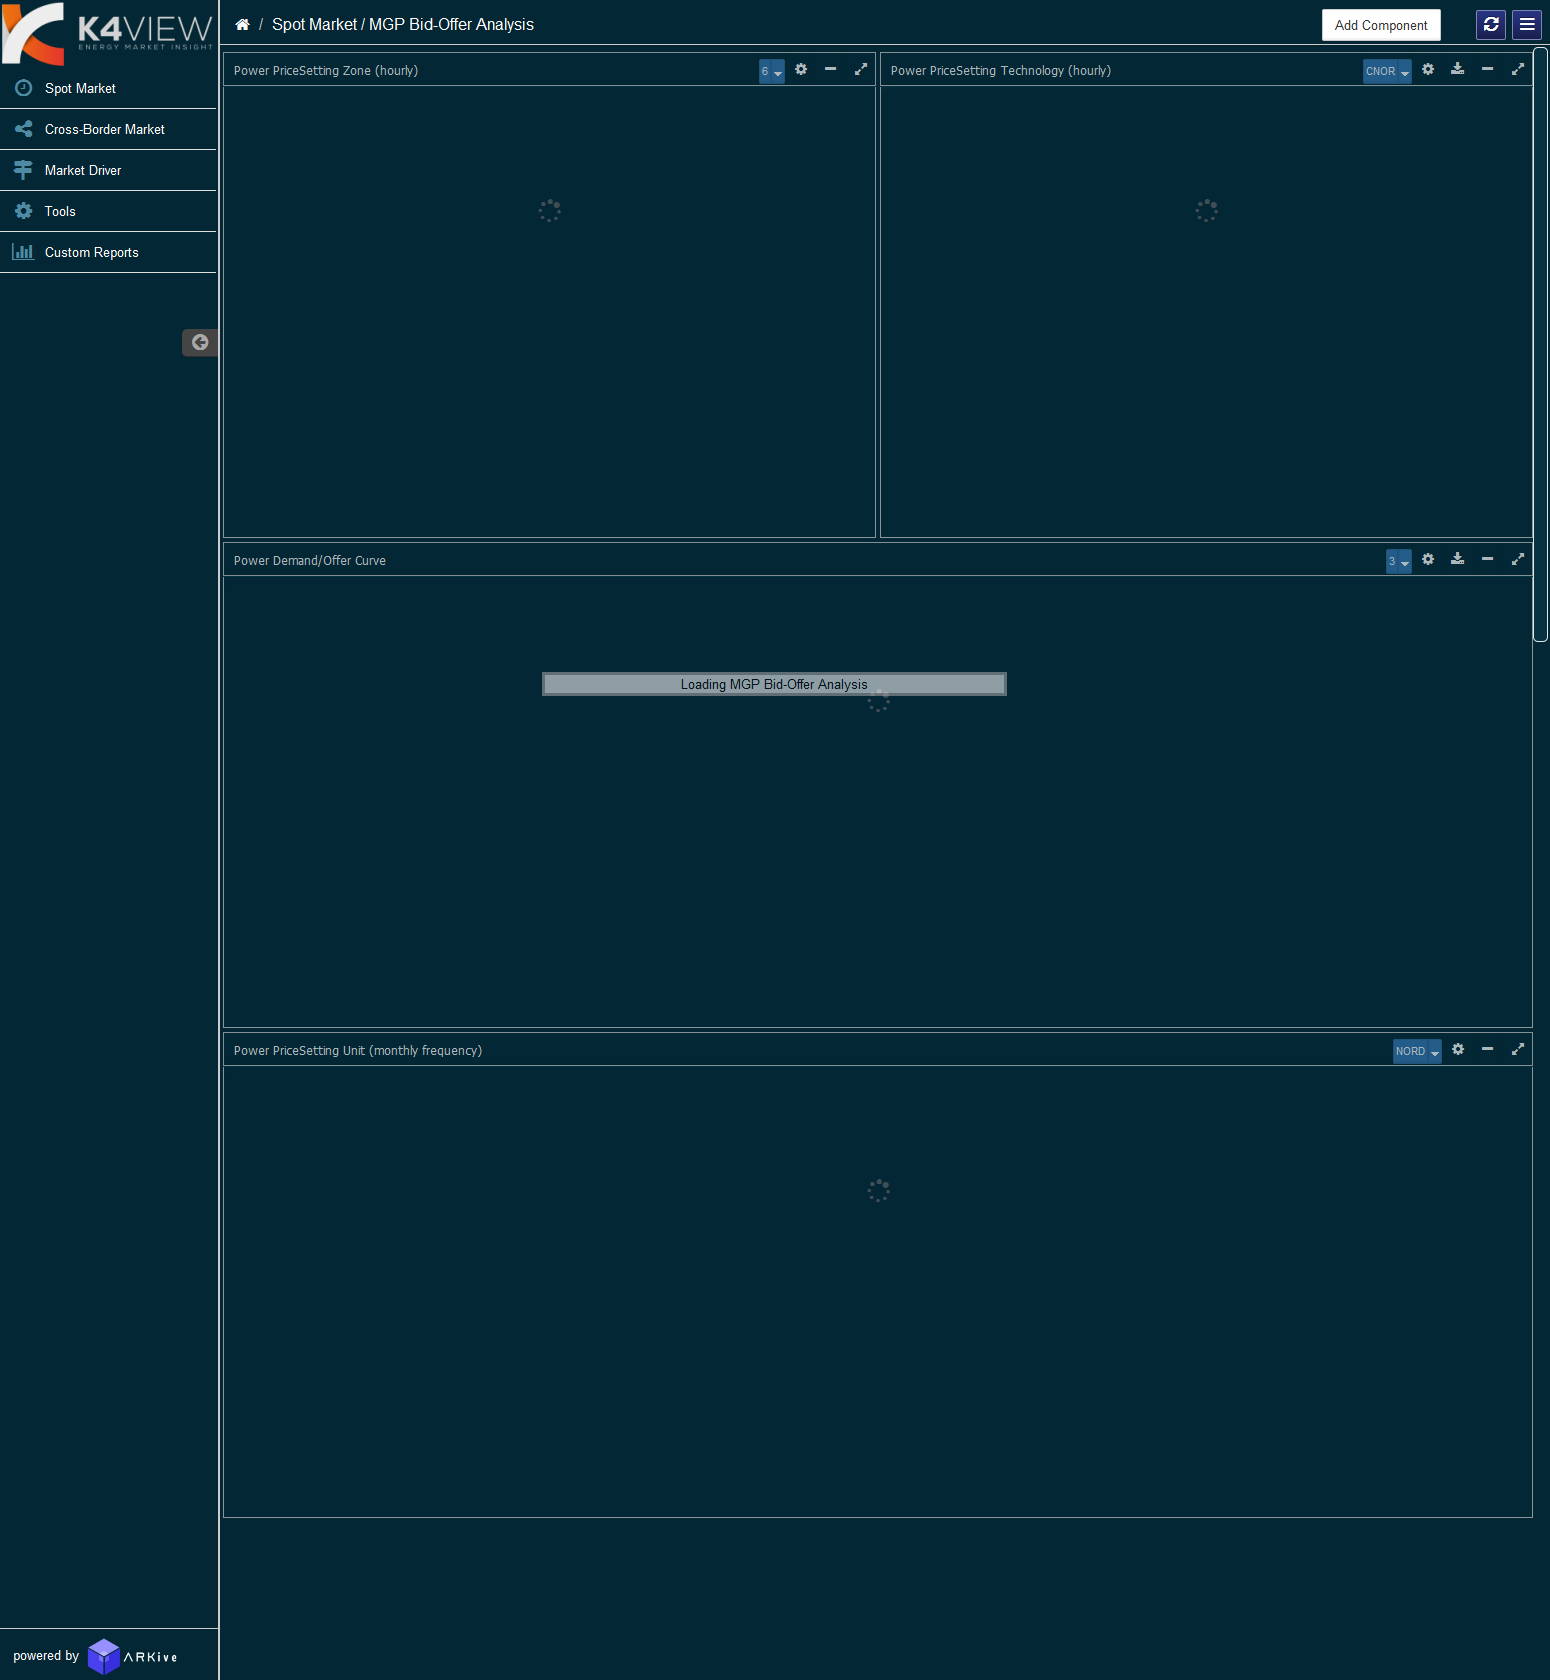 K4VIEW
ENERGY MARKET INSIGHT
/ Spot Market / MGP Bid-Offer Analysis
Add Component
Spot Market
Cross-Border Market
Market Driver
Tools
Custom Reports
Power PriceSetting Zone (hourly)
6
Power PriceSetting Technology (hourly)
CNOR
Power Demand/Offer Curve
3
Loading MGP Bid-Offer Analysis
Power PriceSetting Unit (monthly frequency)
NORD
powered by ARKive